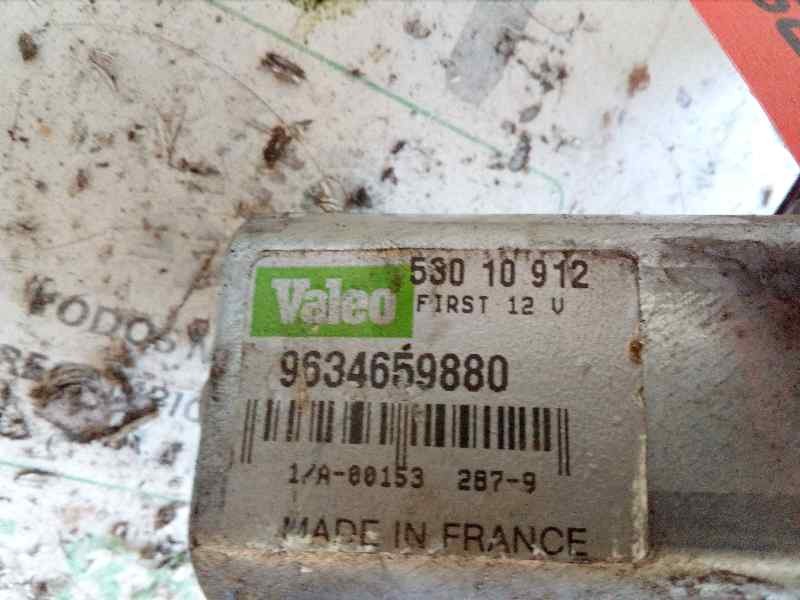 Valeo
530 10 912
FIRST 12 V
9634659880
1/A-00153 287-9
MADE IN FRANCE